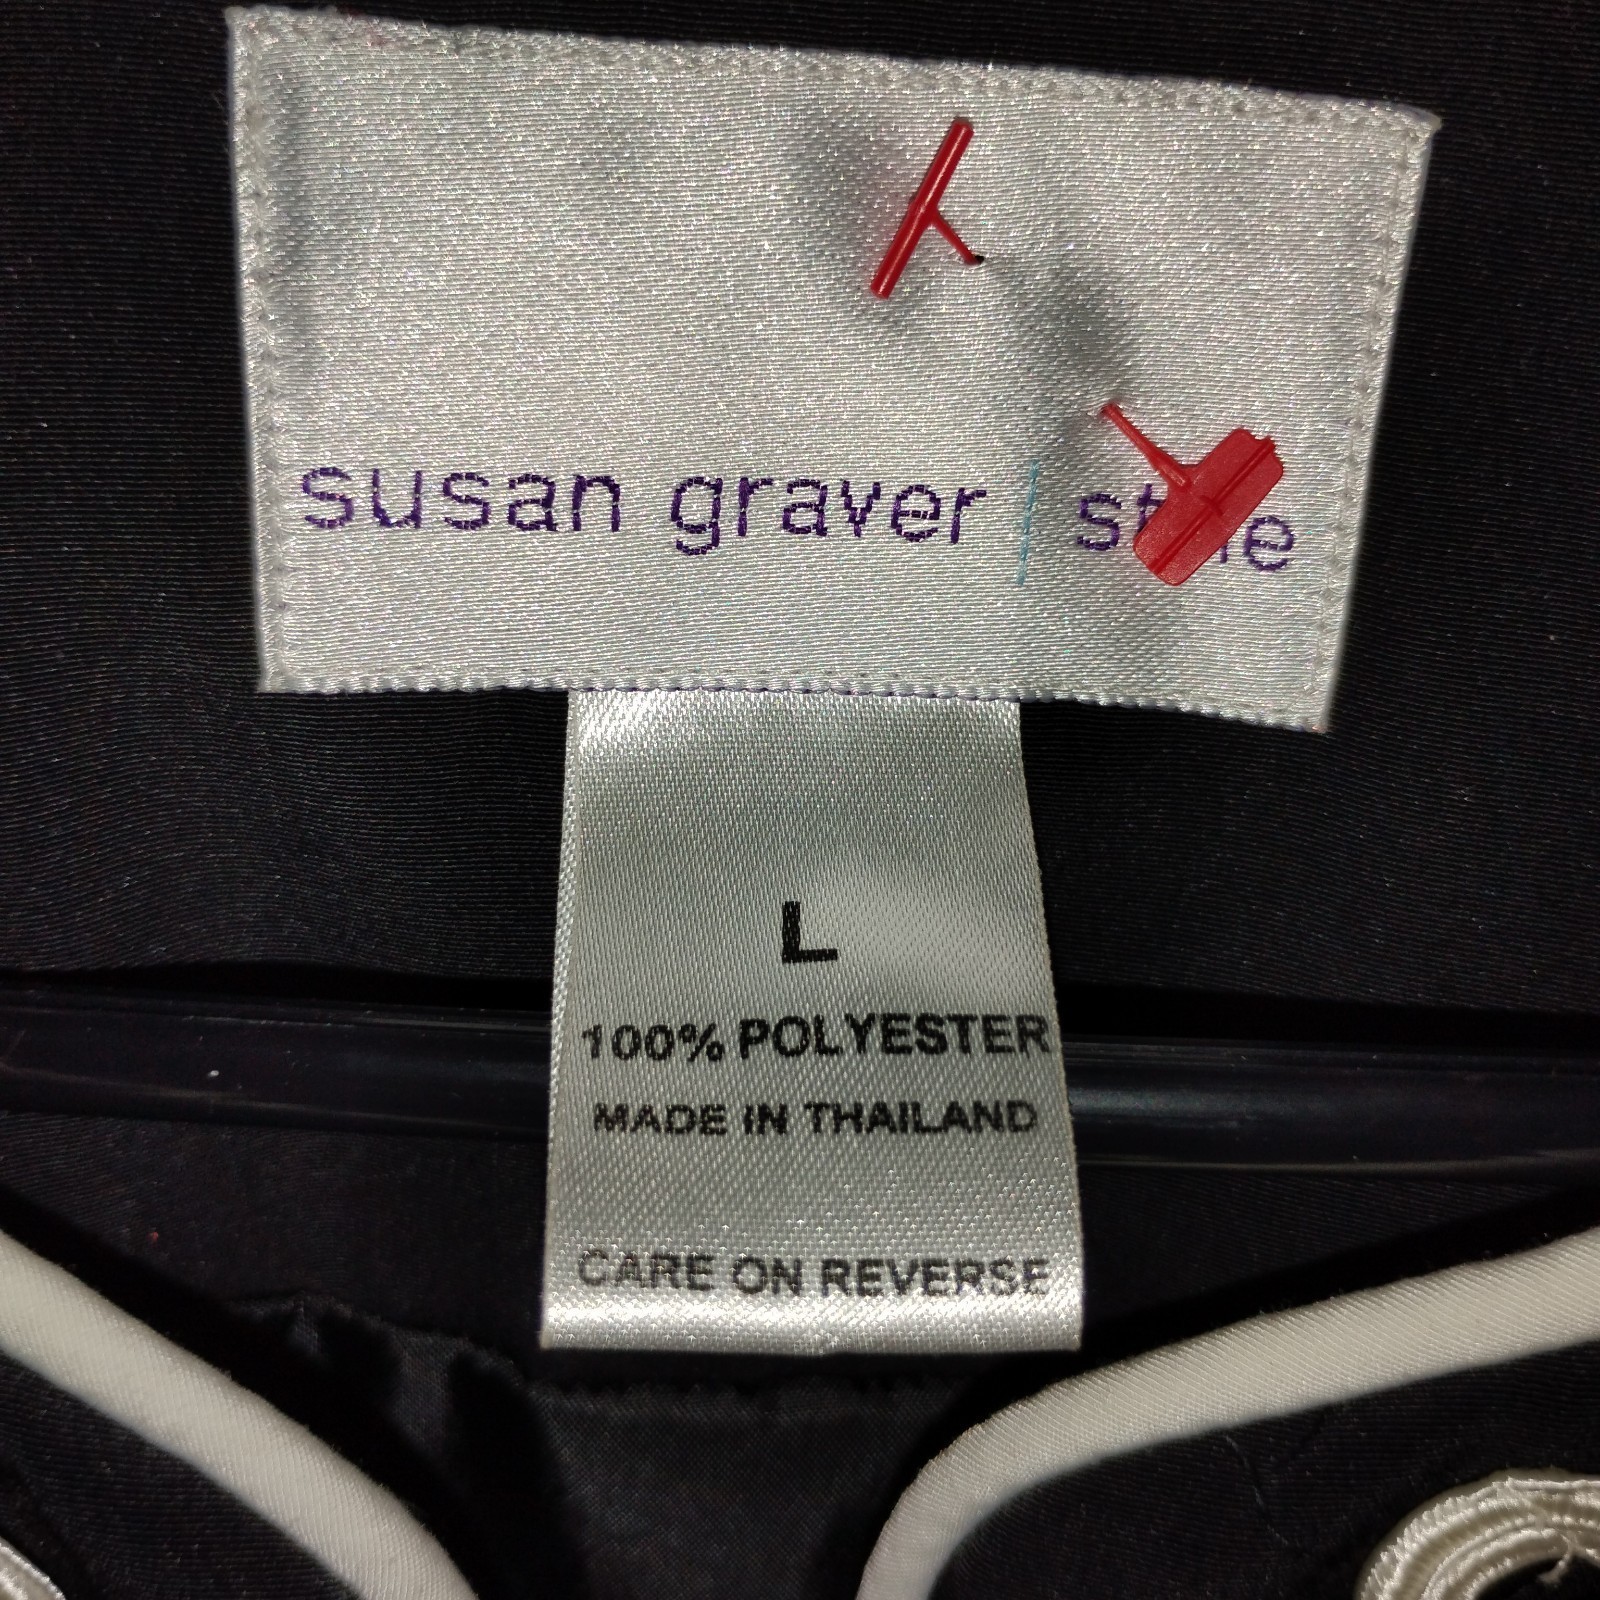 susan graver
L
100% POLYESTER
MADE IN THAILAND
CARE ON REVERSE